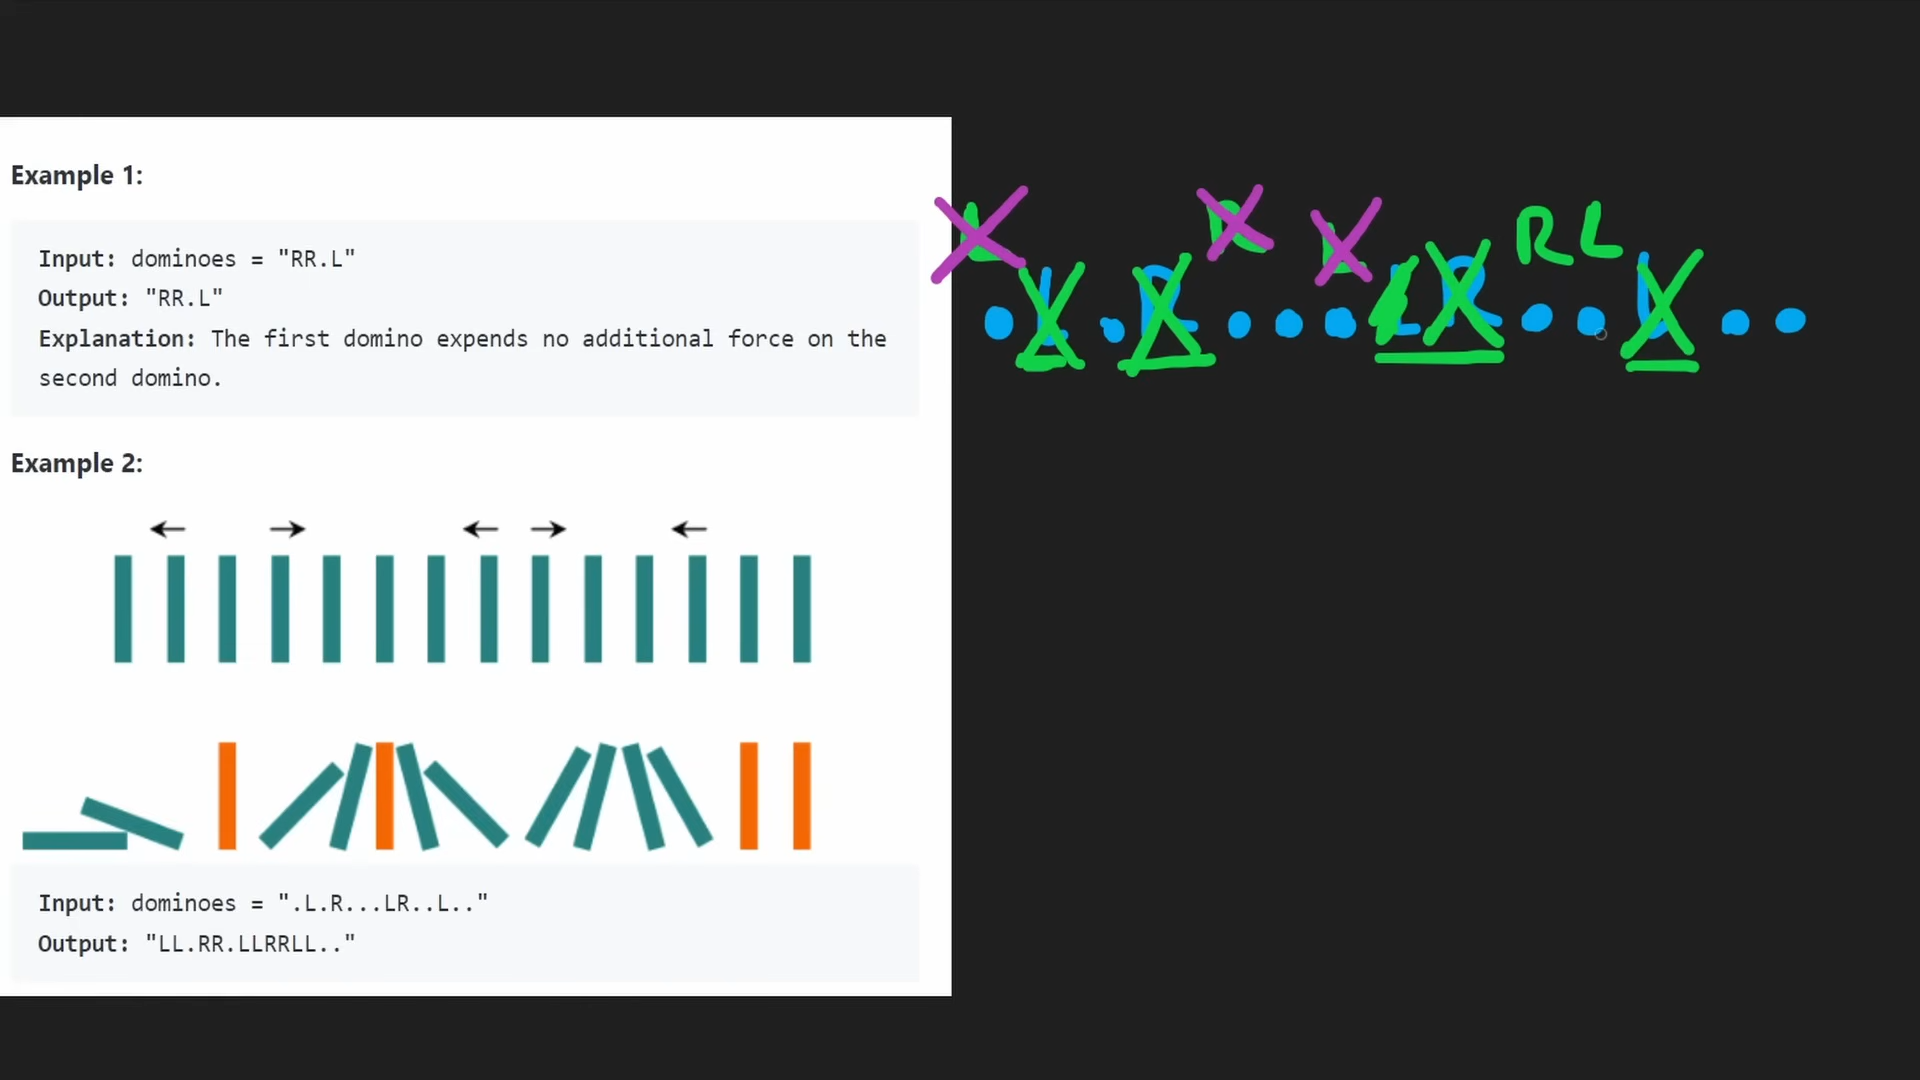 Example 1:
Input: dominoes = "RR.L"
Output: "RR.L"
Explanation: The first domino expends no additional force on the
second domino.
Example 2:
Input: dominoes = ".L.R...LR..L.."
Output: "LL.RR.LLRRLL.."
L R L R L
. L . R . . . L R . . L . .